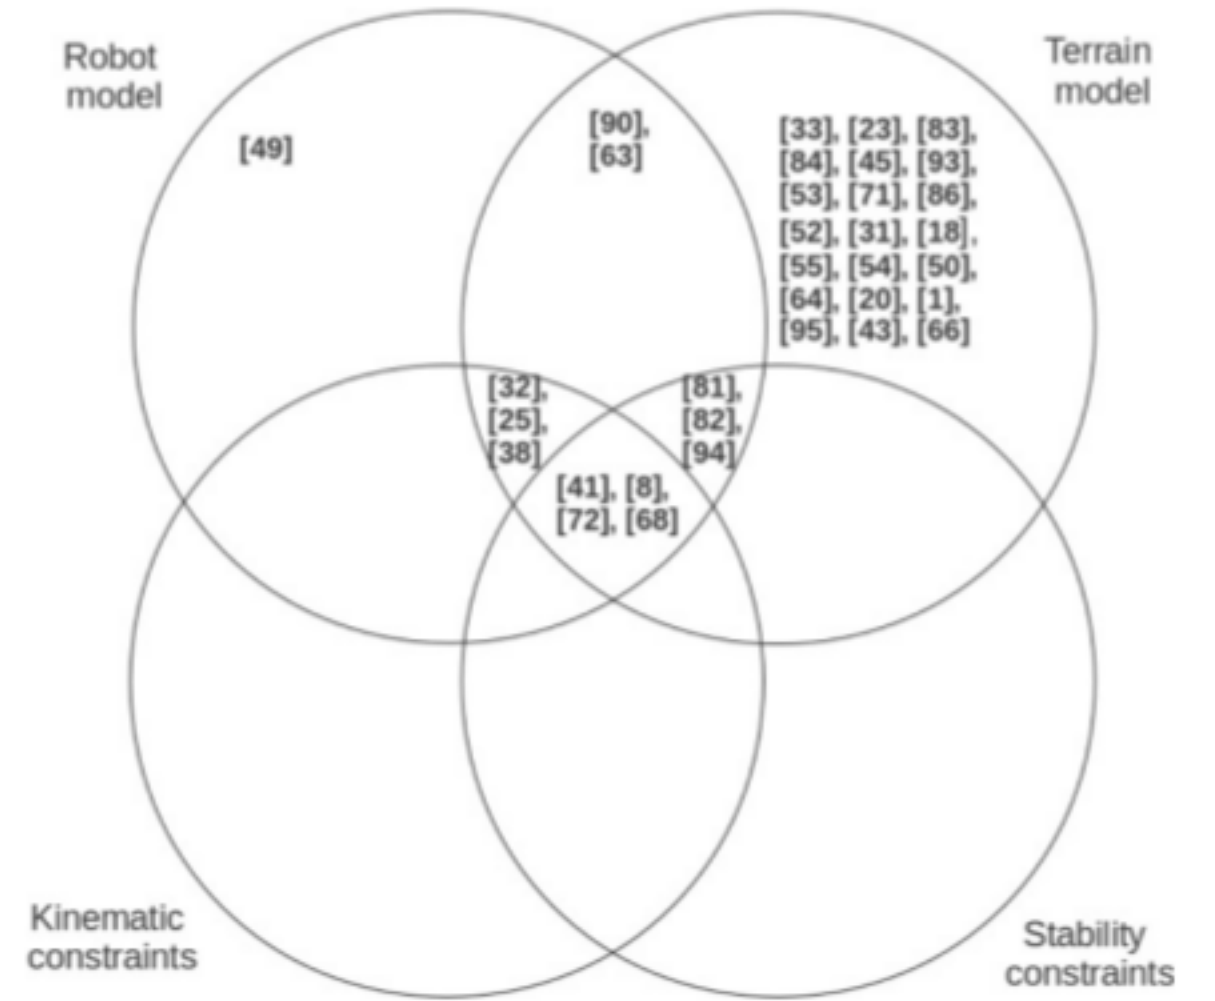 Robot
model
Terrain
model
[49]
[90],
[63]
[33], [23], [83],
[84], [45], [93],
[53], [71], [86],
[52], [31], [18],
[55], [54], [50],
[64], [20], [1],
[95], [43], [66]
[32],
[25],
[38]
[81],
[82],
[94]
[41], [8],
[72], [68]
Kinematic
constraints
Stability
constraints